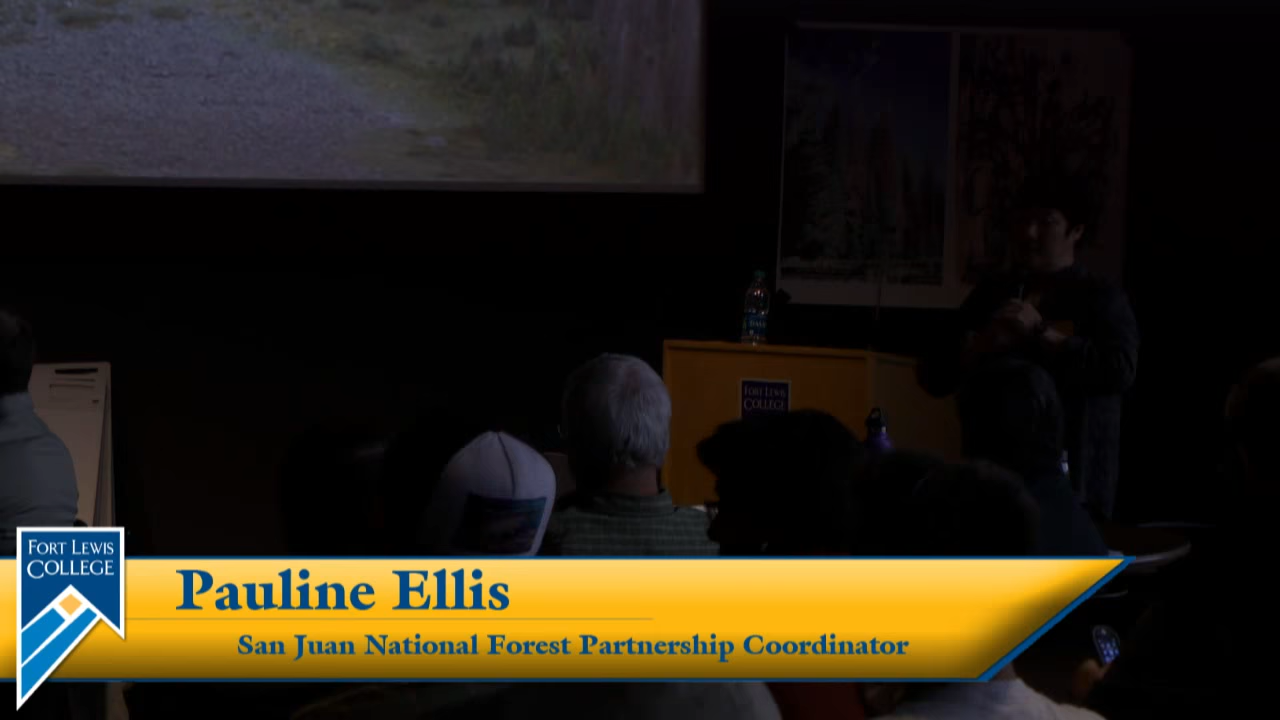 FORT LEWIS
COLLEGE
FORT LEWIS
COLLEGE
Pauline Ellis
San Juan National Forest Partnership Coordinator